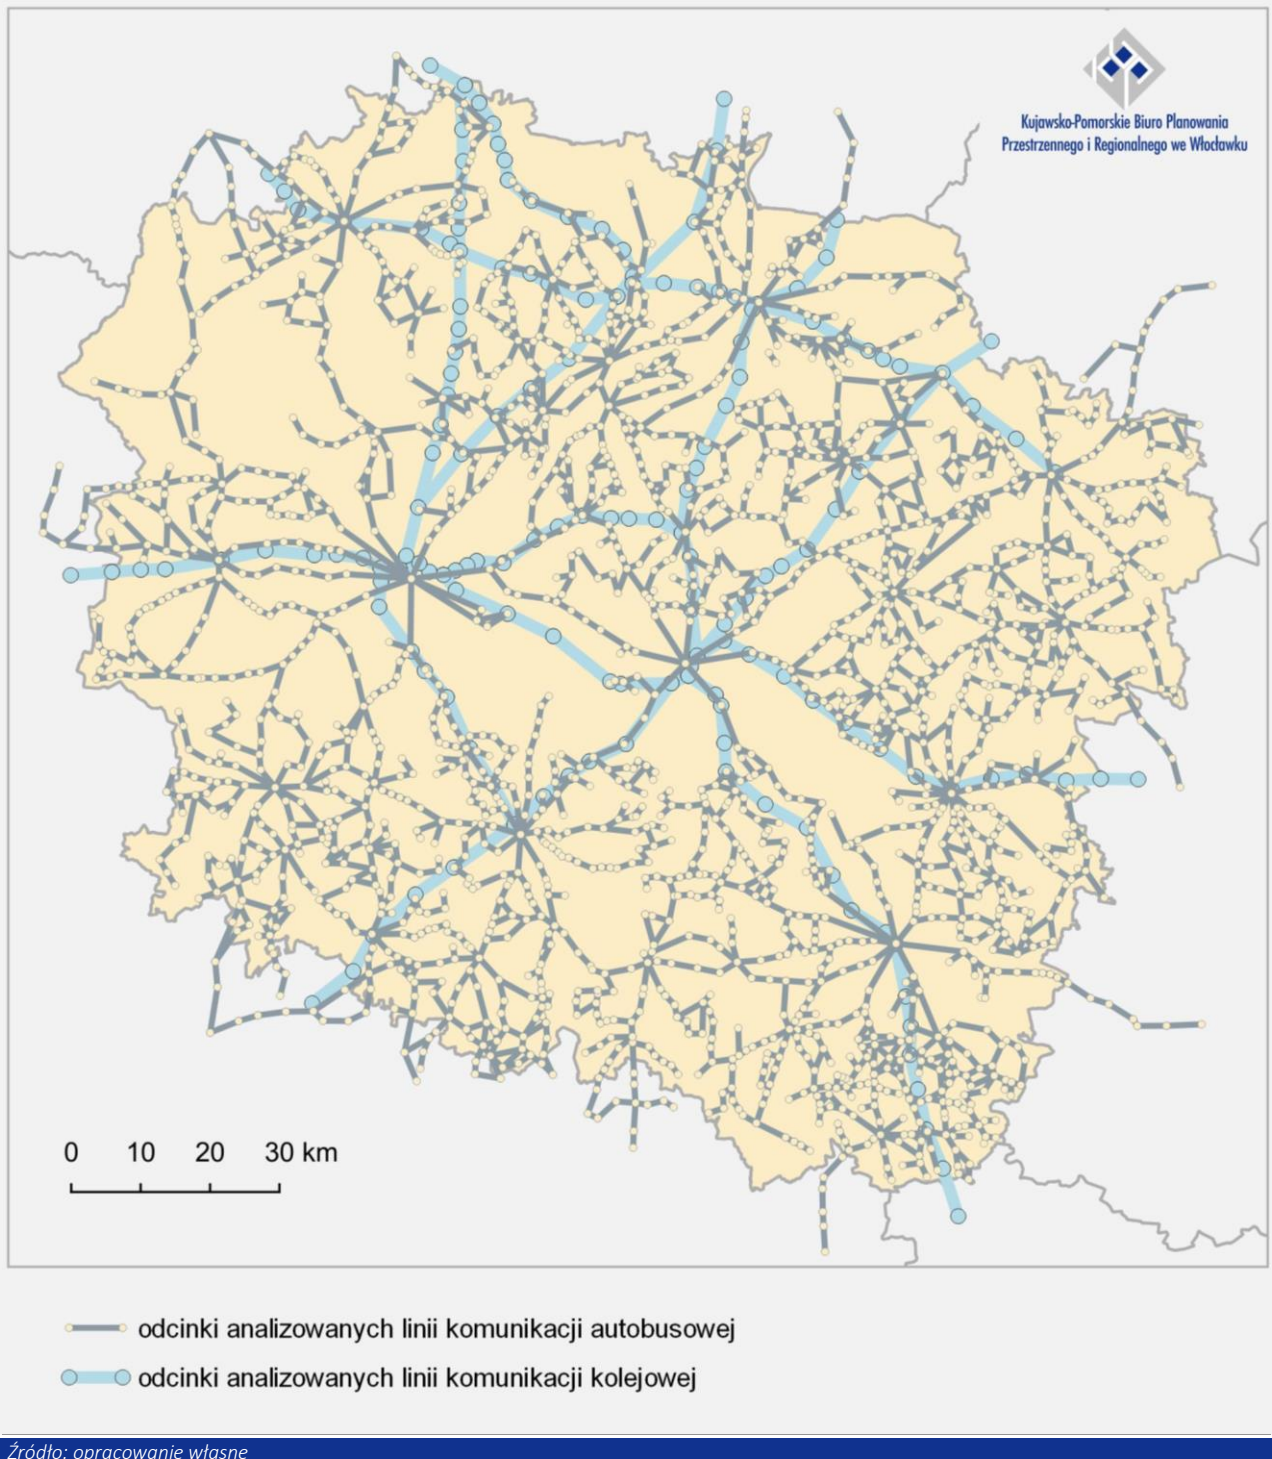 Kujawsko-Pomorskie Biuro Planowania
Przestrzennego i Regionalnego we Włocławku
0 10 20 30 km
odcinki analizowanych linii komunikacji autobusowej
odcinki analizowanych linii komunikacji kolejowej
Źródło: opracowanie własne